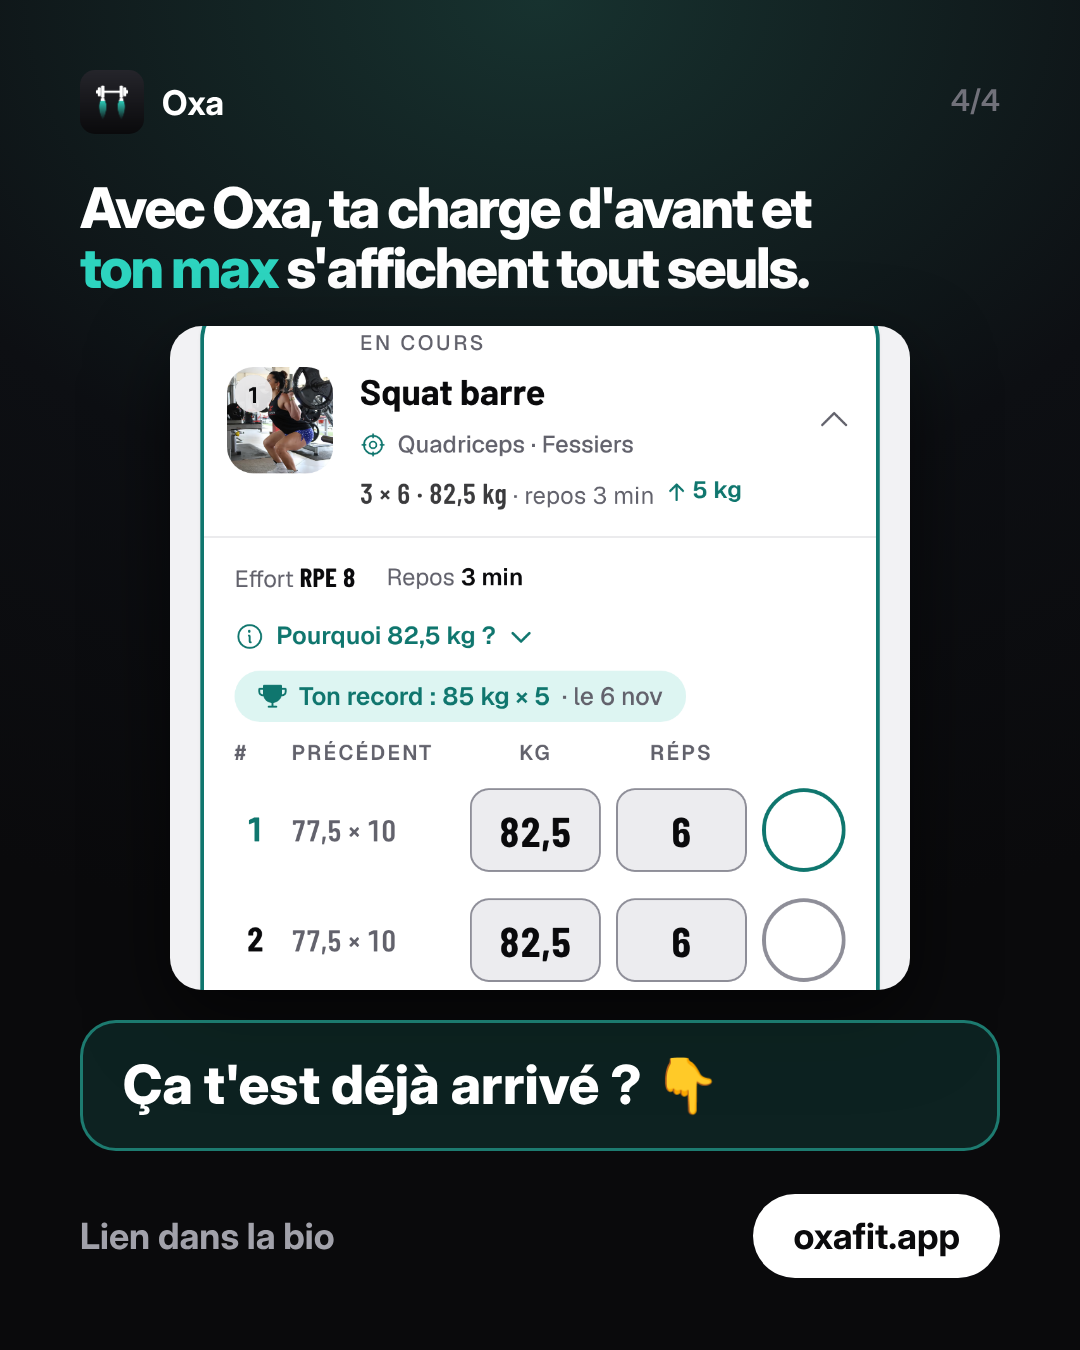 Oxa
4/4
Avec Oxa, ta charge d'avant et
ton max s'affichent tout seuls.
EN COURS
1
Squat barre
Quadriceps · Fessiers
3 × 6 · 82,5 kg · repos 3 min ↑ 5 kg
Effort RPE 8 Repos 3 min
Pourquoi 82,5 kg ?
Ton record : 85 kg × 5 · le 6 nov
# PRÉCÉDENT KG RÉPS
1 77,5 × 10 82,5 6
2 77,5 × 10 82,5 6
Ça t'est déjà arrivé ? 👇
Lien dans la bio
oxafit.app